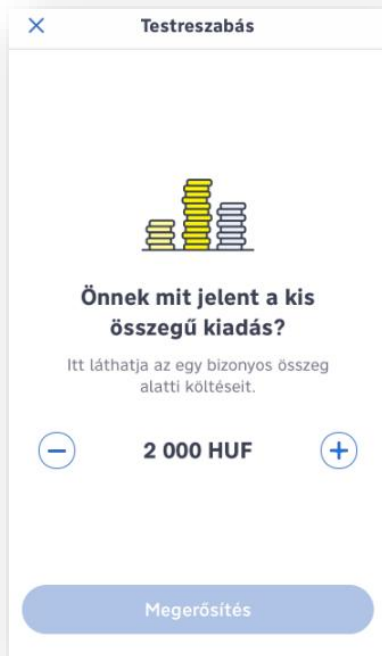 Testreszabás
Önnek mit jelent a kis
összegű kiadás?
Itt láthatja az egy bizonyos összeg
alatti költéseit.
2 000 HUF
Megerősítés